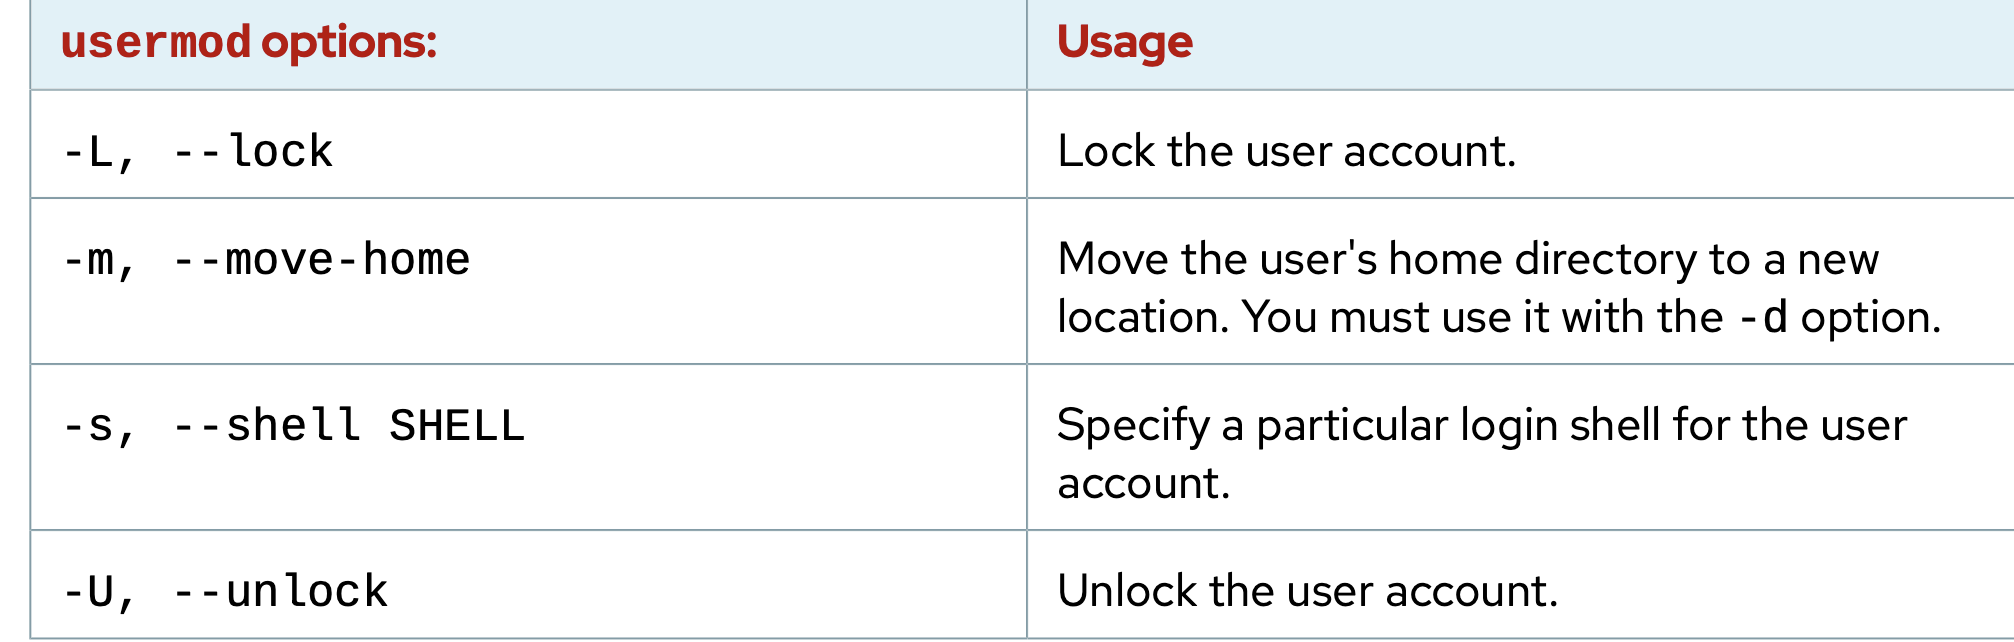 usermod options: Usage
-L, --lock Lock the user account.
-m, --move-home Move the user's home directory to a new
location. You must use it with the -d option.
-s, --shell SHELL Specify a particular login shell for the user
account.
-U, --unlock Unlock the user account.